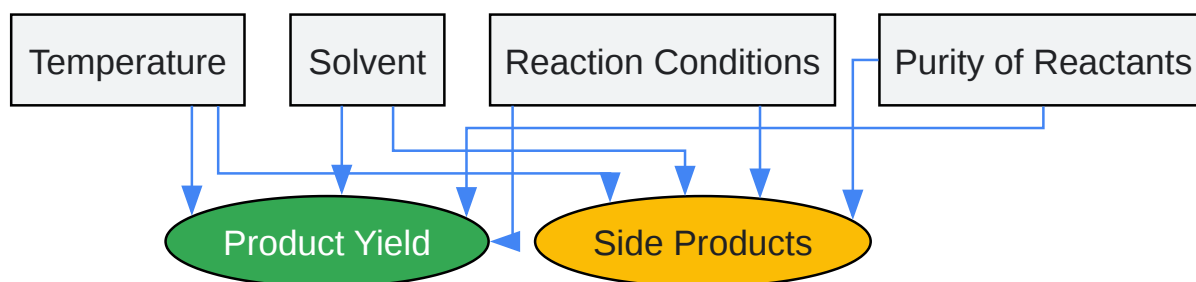 Temperature
Solvent
Reaction Conditions
Purity of Reactants
Product Yield
Side Products